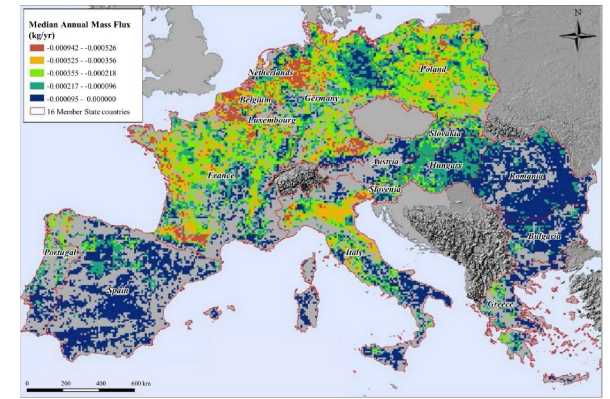 Median Annual Mass Flux
(kg/yr)
-0.000942 - -0.000526
-0.000525 - -0.000356
-0.000355 - -0.000218
-0.000217 - -0.000096
-0.000095 - 0.000000
16 Member State countries
N
Netherlands
Poland
Belgium
Germany
Luxembourg
Slovakia
Austria
Hungary
France
Romania
Slovenia
Bulgaria
Italy
Portugal
Spain
Greece
0 200 400 600 km